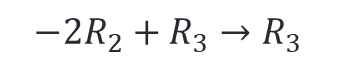 −2R₂ + R₃ → R₃